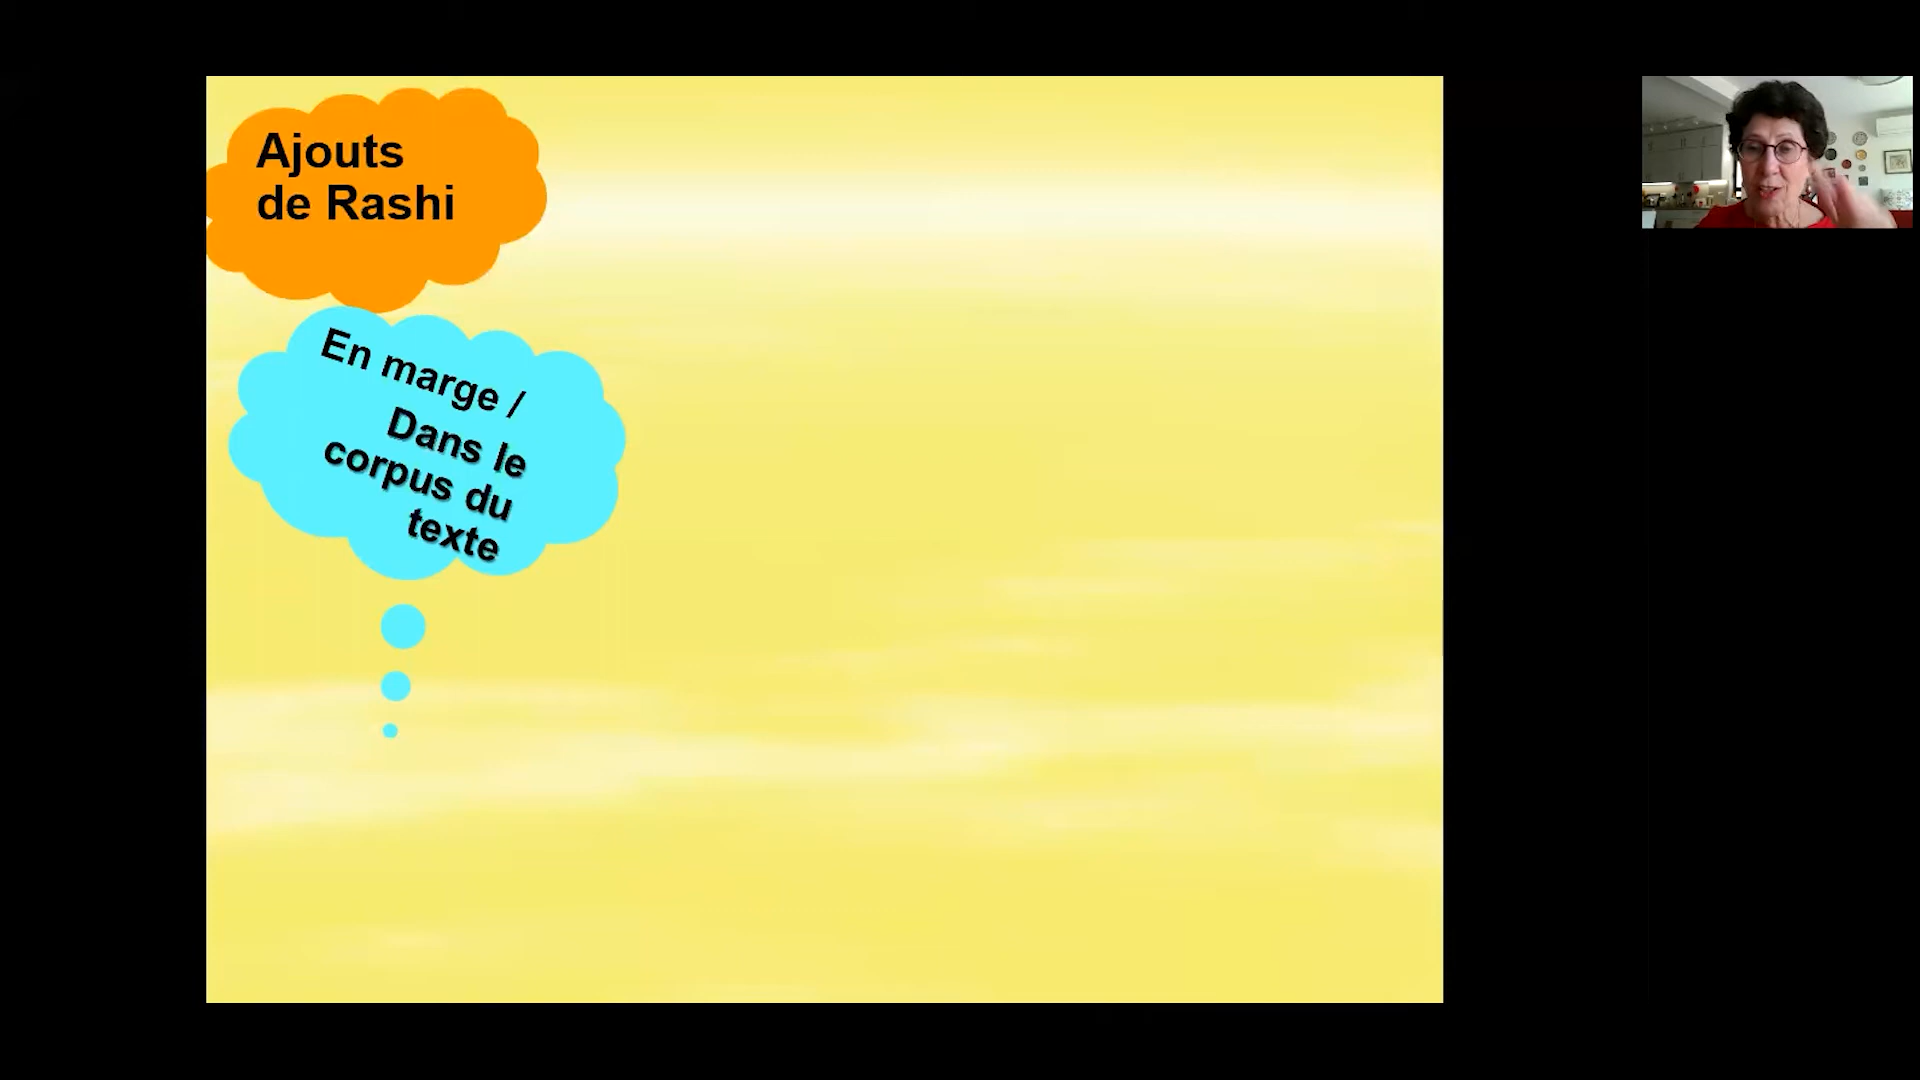 Ajouts
de Rashi
En marge /
Dans le
corpus du
texte